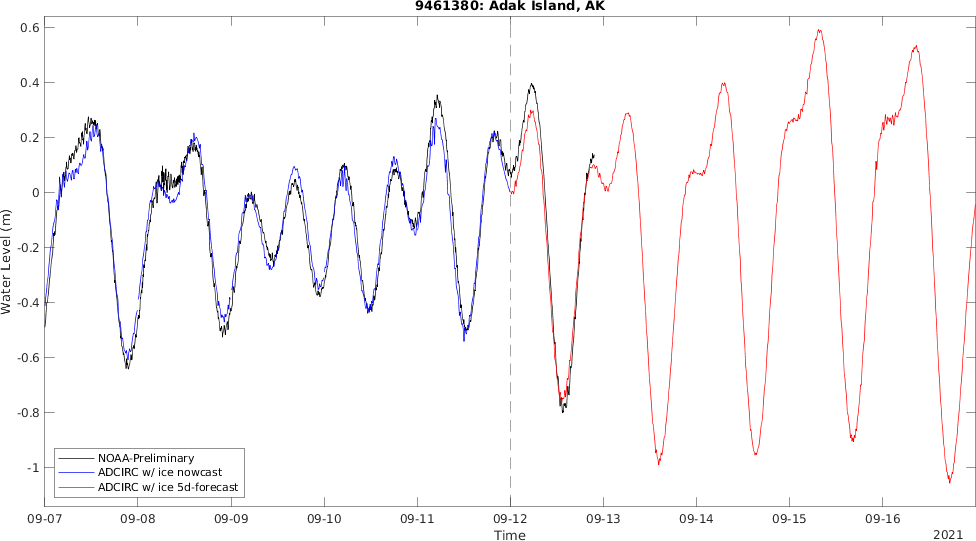 9461380: Adak Island, AK
0.6
0.4
0.2
0
-0.2
-0.4
-0.6
-0.8
-1
Water Level (m)
NOAA-Preliminary
ADCIRC w/ ice nowcast
ADCIRC w/ ice 5d-forecast
09-07 09-08 09-09 09-10 09-11 09-12 09-13 09-14 09-15 09-16
Time
2021